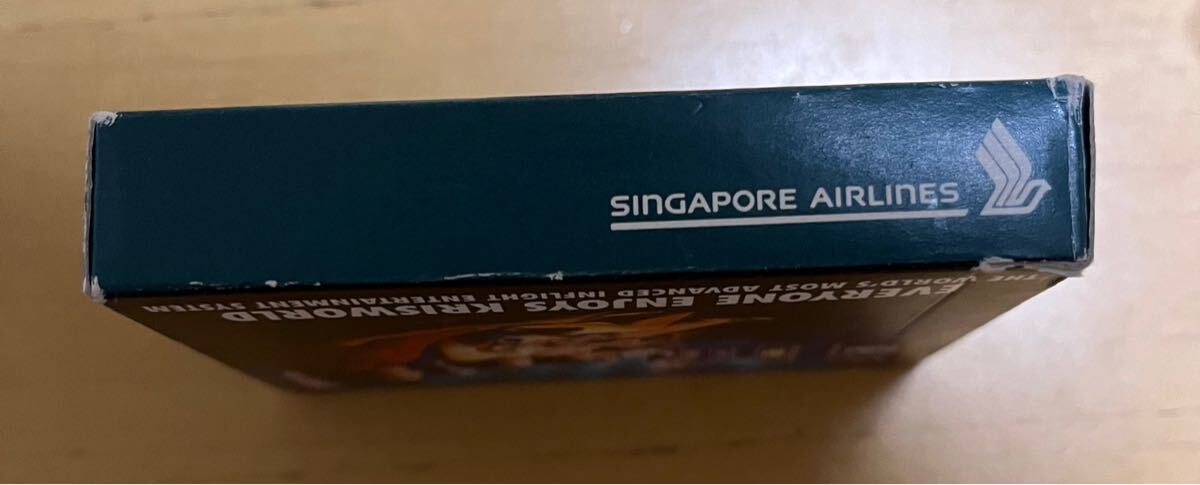 SINGAPORE AIRLINES
EVERYONE ENJOYS KRISWORLD
THE WORLD'S MOST ADVANCED INFLIGHT ENTERTAINMENT SYSTEM